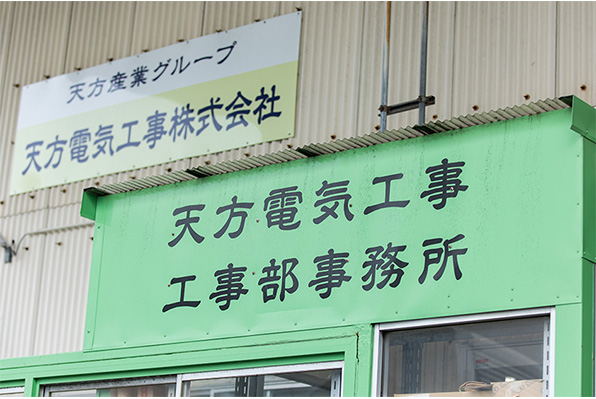 天方産業グループ
天方電気工事株式会社
天方電気工事
工事部事務所